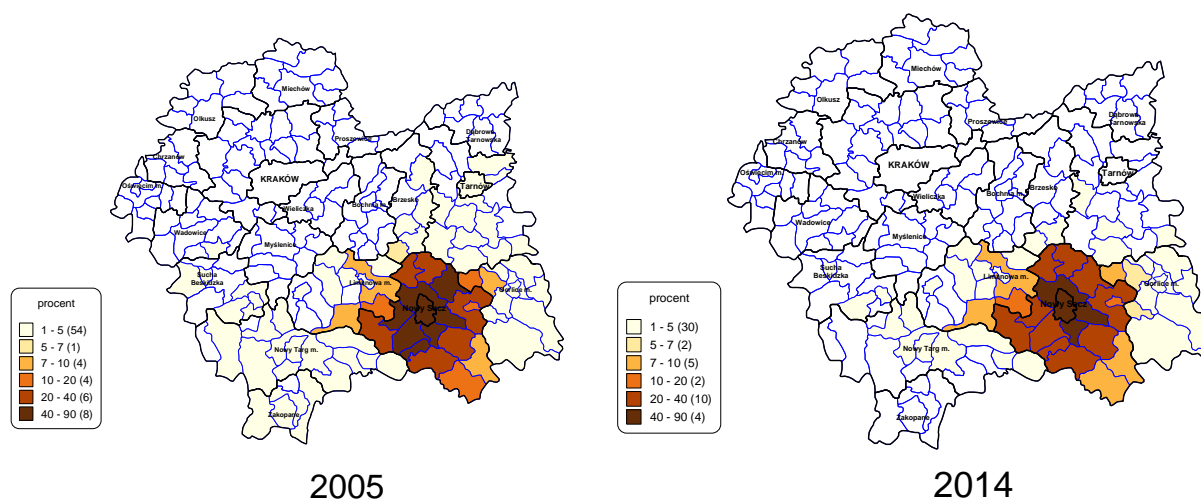 Miechów
Olkusz
Proszowice
Dąbrowa
Tarnowska
Chrzanów
Oświęcim m.
KRAKÓW
Tarnów
Wieliczka
Bochnia m.
Brzesko
Wadowice
Myślenice
Sucha
Beskidzka
Limanowa m.
Gorlice m.
Nowy Sącz
Nowy Targ m.
Zakopane
procent
1 - 5 (54)
5 - 7 (1)
7 - 10 (4)
10 - 20 (4)
20 - 40 (6)
40 - 90 (8)
2005
Miechów
Olkusz
Proszowice
Dąbrowa
Tarnowska
Chrzanów
Oświęcim m.
KRAKÓW
Tarnów
Wieliczka
Bochnia m.
Brzesko
Wadowice
Myślenice
Sucha
Beskidzka
Limanowa m.
Gorlice m.
Nowy Sącz
Nowy Targ m.
Zakopane
procent
1 - 5 (30)
5 - 7 (2)
7 - 10 (5)
10 - 20 (2)
20 - 40 (10)
40 - 90 (4)
2014